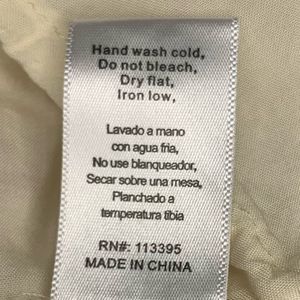 Hand wash cold,
Do not bleach,
Dry flat,
Iron low,
Lavado a mano
con agua fria,
No use blanqueador,
Secar sobre una mesa,
Planchado a
temperatura tibia
RN#: 113395
MADE IN CHINA